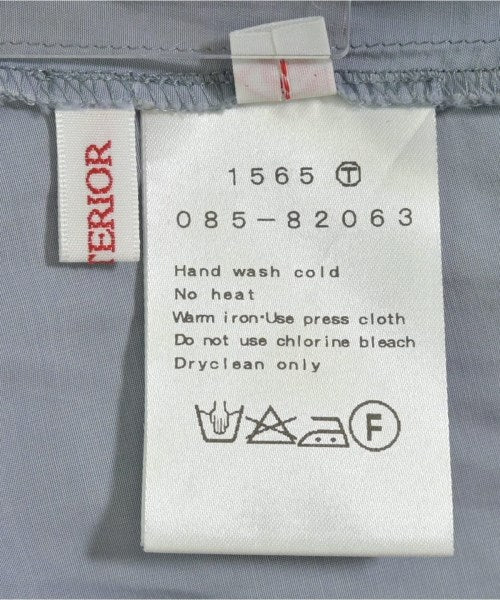 TERIOR
1565 Ⓣ
085-82063
Hand wash cold
No heat
Warm iron·Use press cloth
Do not use chlorine bleach
Dryclean only
F